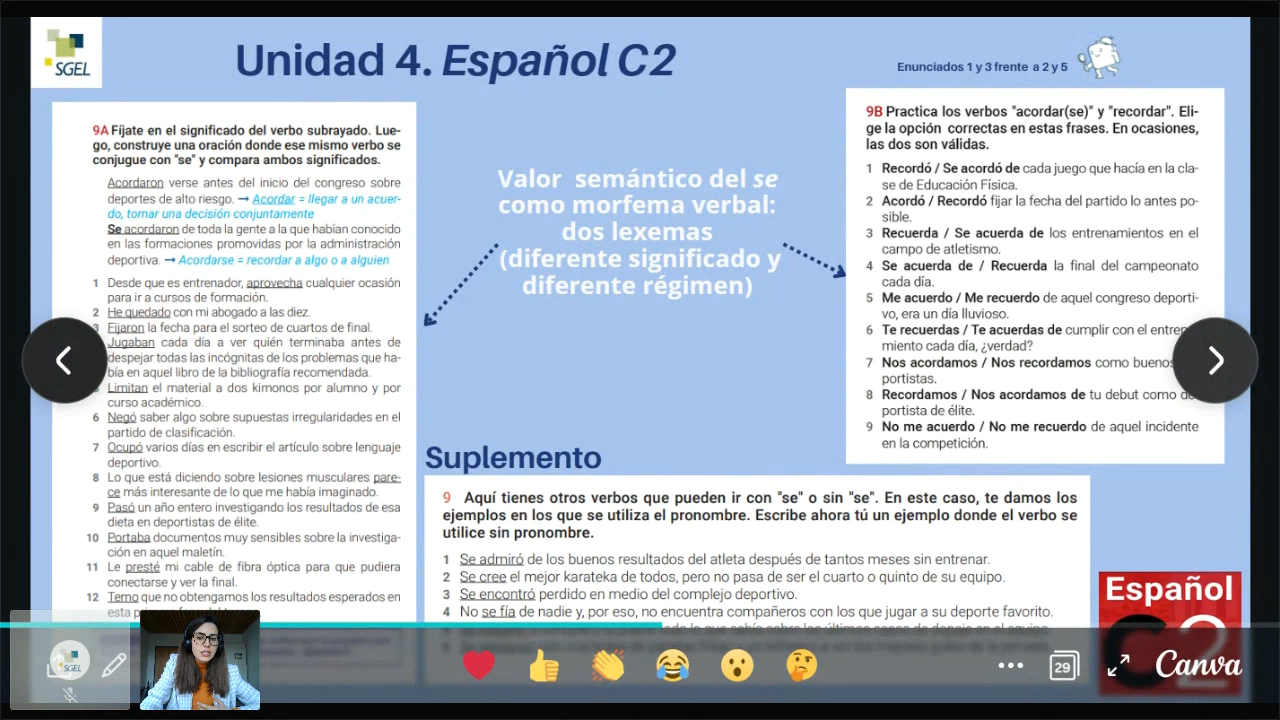 SGEL
Unidad 4. Español C2
Enunciados 1 y 3 frente a 2 y 5
9A Fíjate en el significado del verbo subrayado. Lue-
go, construye una oración donde ese mismo verbo se
conjugue con "se" y compara ambos significados.
Acordaron verse antes del inicio del congreso sobre
deportes de alto riesgo. → Acordar = llegar a un acuer-
do, tomar una decisión conjuntamente
Se acordaron de toda la gente a la que habían conocido
en las formaciones promovidas por la administración
deportiva. → Acordarse = recordar a algo o a alguien
1 Desde que es entrenador, aprovecha cualquier ocasión
para ir a cursos de formación.
2 He quedado con mi abogado a las diez.
3 Fijaron la fecha para el sorteo de cuartos de final.
Jugaban cada día a ver quién terminaba antes de
despejar todas las incógnitas de los problemas que ha-
bía en aquel libro de la bibliografía recomendada.
Limitan el material a dos kimonos por alumno y por
curso académico.
6 Negó saber algo sobre supuestas irregularidades en el
partido de clasificación.
7 Ocupó varios días en escribir el artículo sobre lenguaje
deportivo.
8 Lo que está diciendo sobre lesiones musculares pare-
ce más interesante de lo que me había imaginado.
9 Pasó un año entero investigando los resultados de esa
dieta en deportistas de élite.
10 Portaba documentos muy sensibles sobre la investiga-
ción en aquel maletín.
11 Le presté mi cable de fibra óptica para que pudiera
conectarse y ver la final.
12 Temo que no obtengamos los resultados esperados en
esta
Valor semántico del se
como morfema verbal:
dos lexemas
(diferente significado y
diferente régimen)
9B Practica los verbos "acordar(se)" y "recordar". Eli-
ge la opción correctas en estas frases. En ocasiones,
las dos son válidas.
1 Recordó / Se acordó de cada juego que hacía en la cla-
se de Educación Física.
2 Acordó / Recordó fijar la fecha del partido lo antes po-
sible.
3 Recuerda / Se acuerda de los entrenamientos en el
campo de atletismo.
4 Se acuerda de / Recuerda la final del campeonato
cada día.
5 Me acuerdo / Me recuerdo de aquel congreso deporti-
vo, era un día lluvioso.
6 Te recuerdas / Te acuerdas de cumplir con el entre
miento cada día, ¿verdad?
7 Nos acordamos / Nos recordamos como buenos
portistas.
8 Recordamos / Nos acordamos de tu debut como de
portista de élite.
9 No me acuerdo / No me recuerdo de aquel incidente
en la competición.
Suplemento
9 Aquí tienes otros verbos que pueden ir con "se" o sin "se". En este caso, te damos los
ejemplos en los que se utiliza el pronombre. Escribe ahora tú un ejemplo donde el verbo se
utilice sin pronombre.
1 Se admiró de los buenos resultados del atleta después de tantos meses sin entrenar.
2 Se cree el mejor karateka de todos, pero no pasa de ser el cuarto o quinto de su equipo.
3 Se encontró perdido en medio del complejo deportivo.
4 No se fía de nadie y, por eso, no encuentra compañeros con los que jugar a su deporte favorito.
Español
C2
SGEL
29
Canva